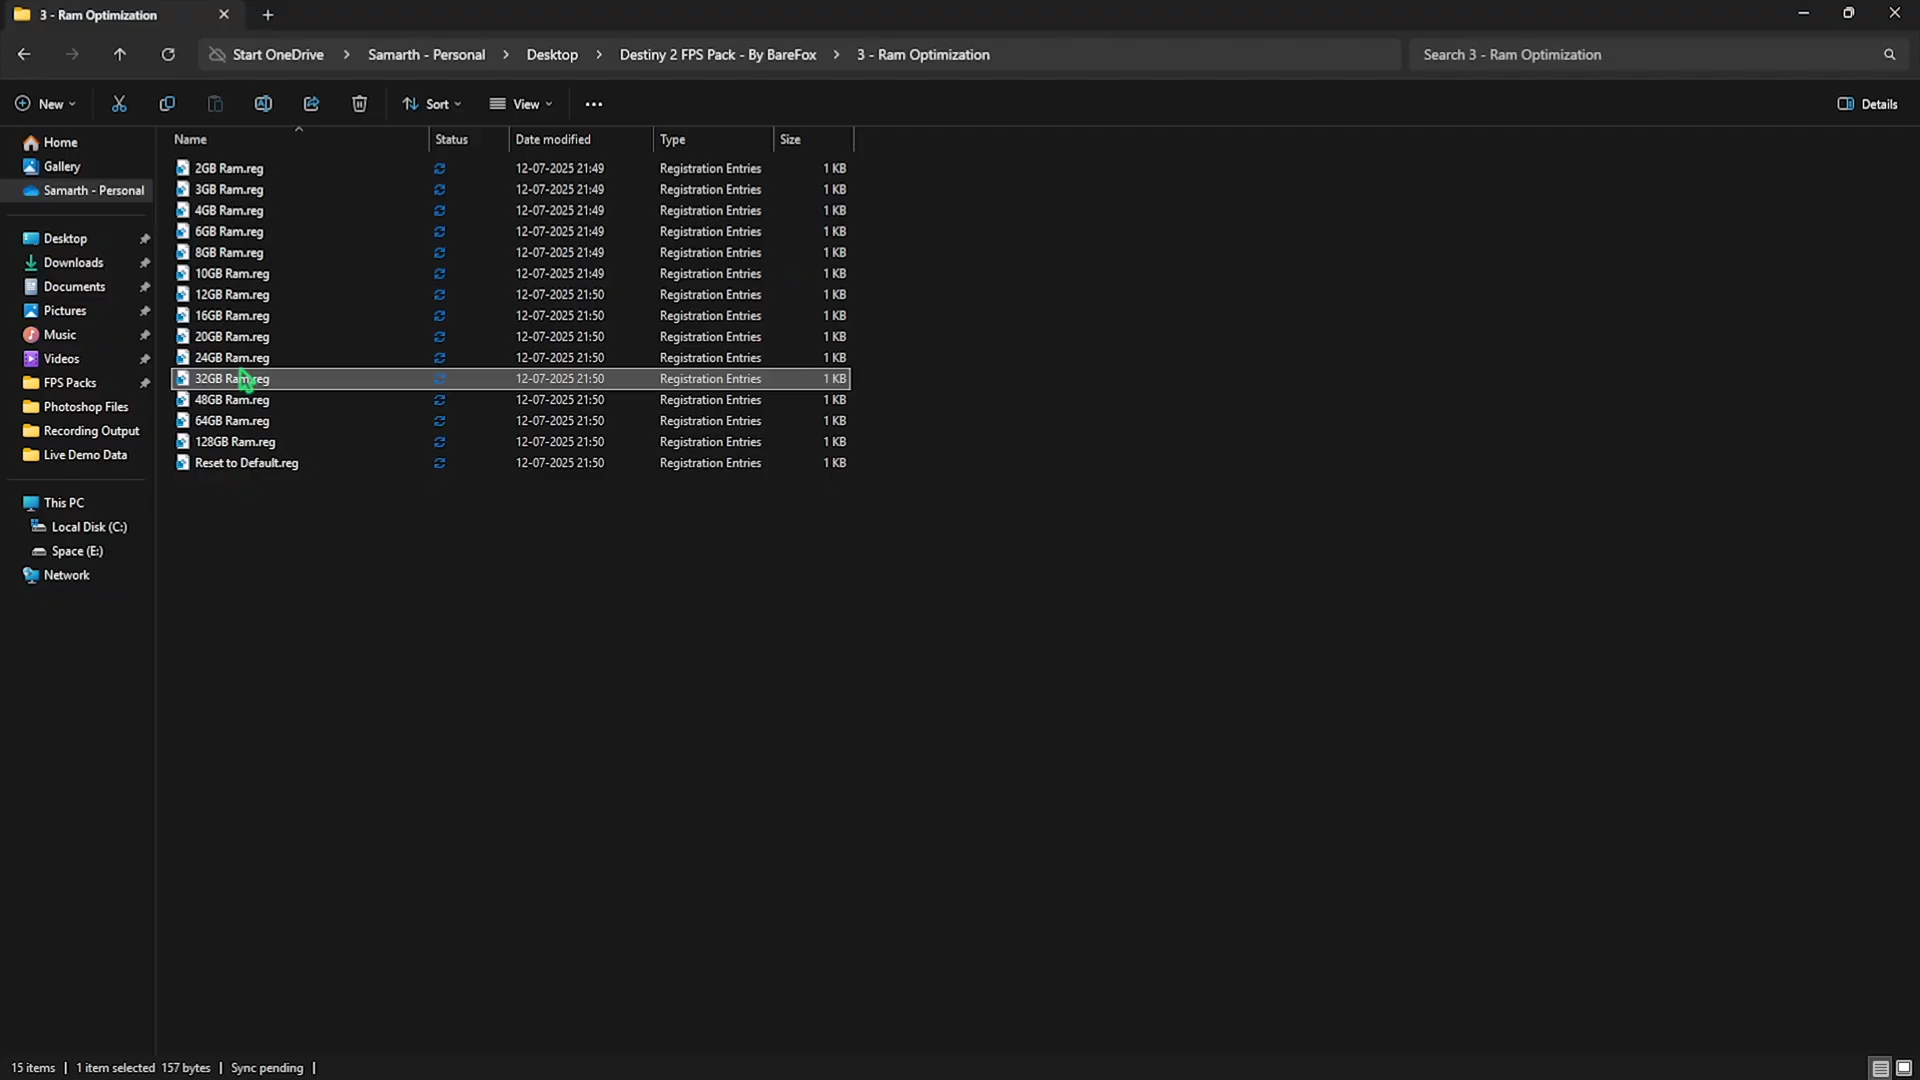 3 - Ram Optimization
Start OneDrive > Samarth - Personal > Desktop > Destiny 2 FPS Pack - By BareFox > 3 - Ram Optimization
Search 3 - Ram Optimization
New
Sort
View
Details
Name Status Date modified Type Size
Home
Gallery
Samarth - Personal
Desktop
Downloads
Documents
Pictures
Music
Videos
FPS Packs
Photoshop Files
Recording Output
Live Demo Data
This PC
Local Disk (C:)
Space (E:)
Network
2GB Ram.reg 12-07-2025 21:49 Registration Entries 1 KB
3GB Ram.reg 12-07-2025 21:49 Registration Entries 1 KB
4GB Ram.reg 12-07-2025 21:49 Registration Entries 1 KB
6GB Ram.reg 12-07-2025 21:49 Registration Entries 1 KB
8GB Ram.reg 12-07-2025 21:49 Registration Entries 1 KB
10GB Ram.reg 12-07-2025 21:49 Registration Entries 1 KB
12GB Ram.reg 12-07-2025 21:50 Registration Entries 1 KB
16GB Ram.reg 12-07-2025 21:50 Registration Entries 1 KB
20GB Ram.reg 12-07-2025 21:50 Registration Entries 1 KB
24GB Ram.reg 12-07-2025 21:50 Registration Entries 1 KB
32GB Ram.reg 12-07-2025 21:50 Registration Entries 1 KB
48GB Ram.reg 12-07-2025 21:50 Registration Entries 1 KB
64GB Ram.reg 12-07-2025 21:50 Registration Entries 1 KB
128GB Ram.reg 12-07-2025 21:50 Registration Entries 1 KB
Reset to Default.reg 12-07-2025 21:50 Registration Entries 1 KB
15 items | 1 item selected 157 bytes | Sync pending |